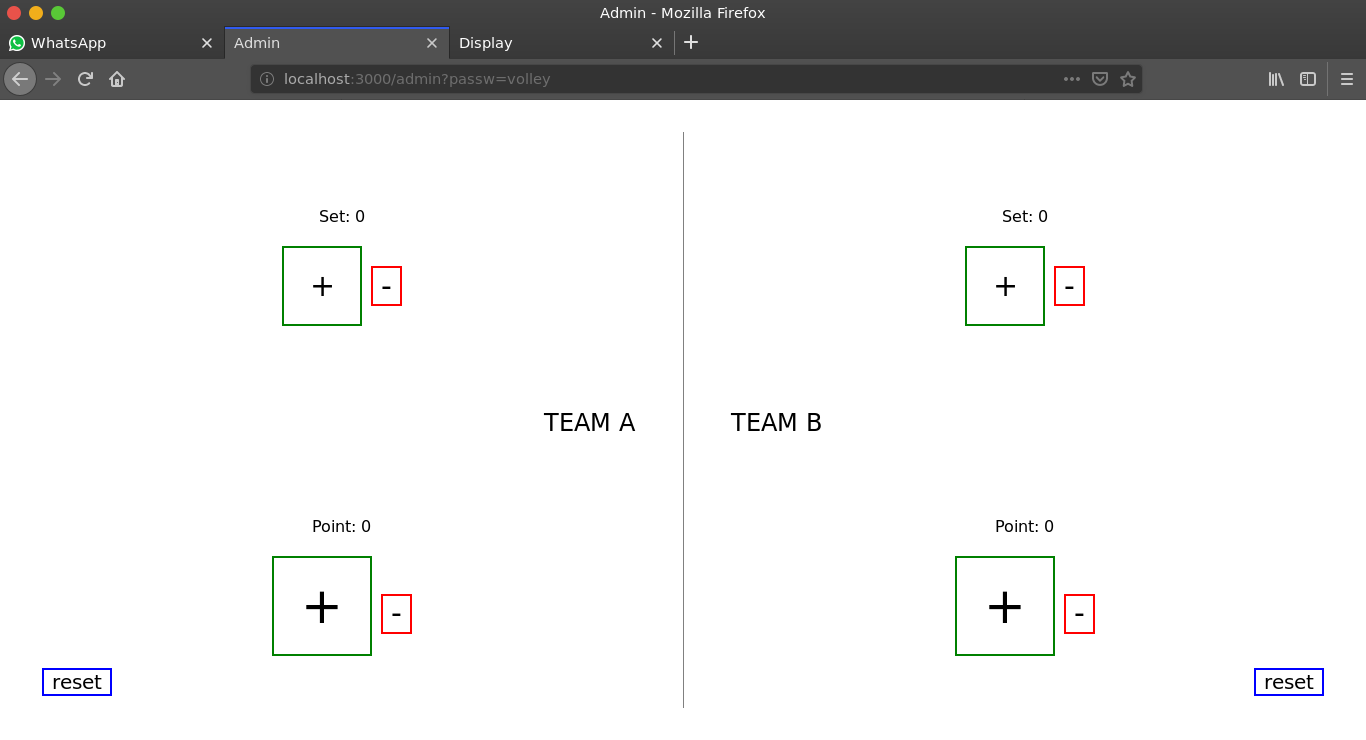 Admin - Mozilla Firefox
WhatsApp
Admin
Display
localhost:3000/admin?passw=volley
Set: 0
+ -
Set: 0
+ -
TEAM A
TEAM B
Point: 0
+ -
Point: 0
+ -
reset
reset